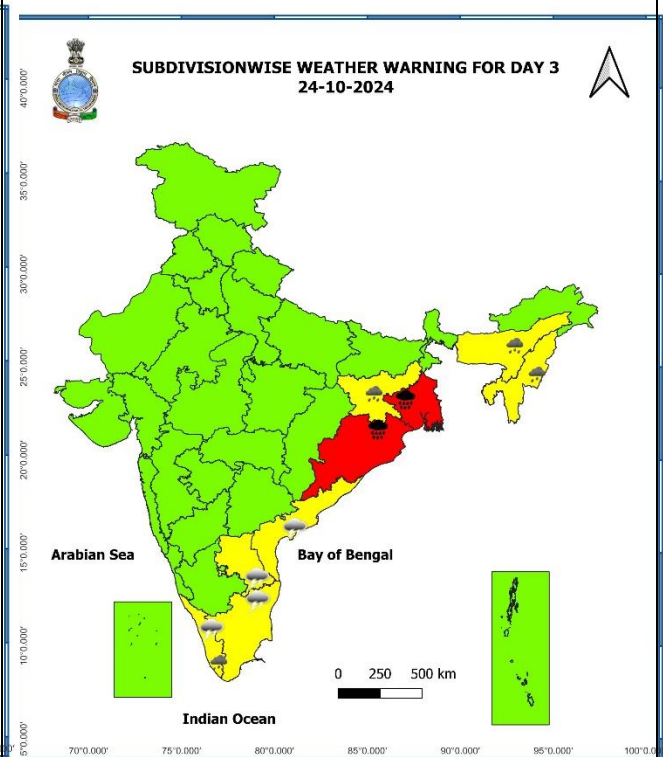 SUBDIVISIONWISE WEATHER WARNING FOR DAY 3
24-10-2024
40°0.000'
35°0.000'
30°0.000'
25°0.000'
20°0.000'
15°0.000'
10°0.000'
5°0.000'
Arabian Sea
Bay of Bengal
0 250 500 km
Indian Ocean
70°0.000' 75°0.000' 80°0.000' 85°0.000' 90°0.000' 95°0.000' 100°0.0